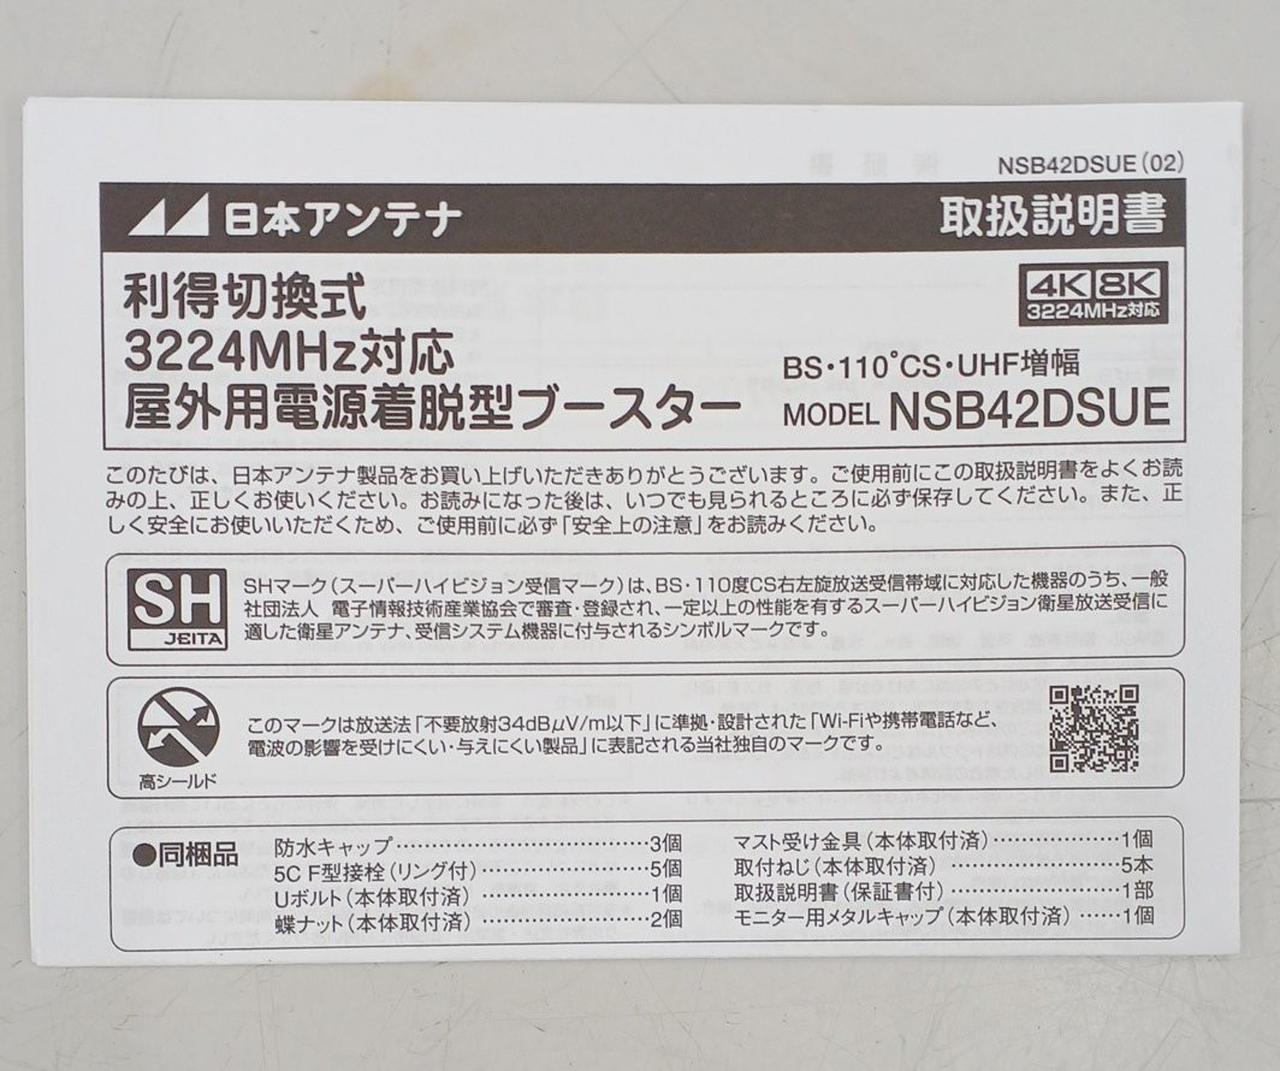 NSB42DSUE(02)
日本アンテナ
取扱説明書
利得切換式
3224MHz対応
屋外用電源着脱型ブースター
4K 8K
3224MHz対応
BS・110°CS・UHF増幅
MODEL NSB42DSUE
このたびは、日本アンテナ製品をお買い上げいただきありがとうございます。ご使用前にこの取扱説明書をよくお読
みの上、正しくお使いください。お読みになった後は、いつでも見られるところに必ず保存してください。また、正
しく安全にお使いいただくため、ご使用前に必ず「安全上の注意」をお読みください。
SH
JEITA
SHマーク(スーパーハイビジョン受信マーク)は、BS・110度CS右左旋放送受信帯域に対応した機器のうち、一般
社団法人 電子情報技術産業協会で審査・登録され、一定以上の性能を有するスーパーハイビジョン衛星放送受信に
適した衛星アンテナ、受信システム機器に付与されるシンボルマークです。
高シールド
このマークは放送法「不要放射34dBμV/m以下」に準拠・設計された「Wi-Fiや携帯電話など、
電波の影響を受けにくい・与えにくい製品」に表記される当社独自のマークです。
●同梱品
防水キャップ……………………………3個
5C F型接栓(リング付)…………………5個
Uボルト(本体取付済)…………………1個
蝶ナット(本体取付済)…………………2個
マスト受け金具(本体取付済)……………1個
取付ねじ(本体取付済)…………………5本
取扱説明書(保証書付)…………………1部
モニター用メタルキャップ(本体取付済)……1個